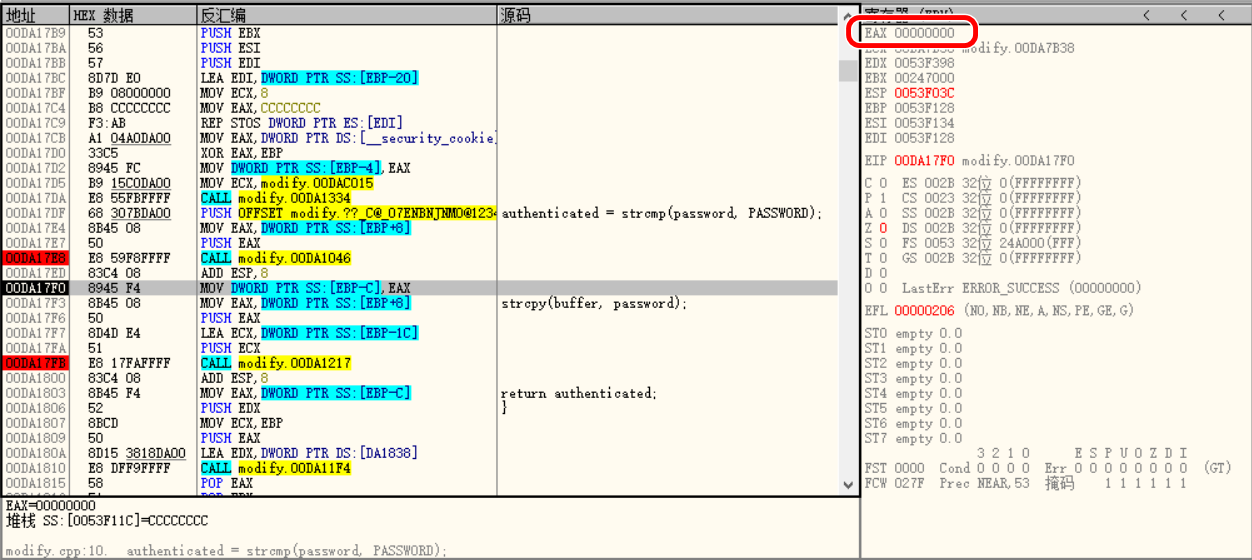 地址 HEX 数据 反汇编 源码
00DA17B9 53 PUSH EBX
00DA17BA 56 PUSH ESI
00DA17BB 57 PUSH EDI
00DA17BC 8D7D E0 LEA EDI,DWORD PTR SS:[EBP-20]
00DA17BF B9 08000000 MOV ECX,8
00DA17C4 B8 CCCCCCCC MOV EAX,CCCCCCCC
00DA17C9 F3:AB REP STOS DWORD PTR ES:[EDI]
00DA17CB A1 04A0DA00 MOV EAX,DWORD PTR DS:[__security_cookie]
00DA17D0 33C5 XOR EAX,EBP
00DA17D2 8945 FC MOV DWORD PTR SS:[EBP-4],EAX
00DA17D5 B9 15C0DA00 MOV ECX,modify.00DAC015
00DA17DA E8 55FBFFFF CALL modify.00DA1334
00DA17DF 68 307BDA00 PUSH OFFSET modify.??_C@_07ENBNJNMO@1234 authenticated = strcmp(password, PASSWORD);
00DA17E4 8B45 08 MOV EAX,DWORD PTR SS:[EBP+8]
00DA17E7 50 PUSH EAX
00DA17E8 E8 59F8FFFF CALL modify.00DA1046
00DA17ED 83C4 08 ADD ESP,8
00DA17F0 8945 F4 MOV DWORD PTR SS:[EBP-C],EAX
00DA17F3 8B45 08 MOV EAX,DWORD PTR SS:[EBP+8] strcpy(buffer, password);
00DA17F6 50 PUSH EAX
00DA17F7 8D4D E4 LEA ECX,DWORD PTR SS:[EBP-1C]
00DA17FA 51 PUSH ECX
00DA17FB E8 17FAFFFF CALL modify.00DA1217
00DA1800 83C4 08 ADD ESP,8
00DA1803 8B45 F4 MOV EAX,DWORD PTR SS:[EBP-C] return authenticated;
00DA1806 52 PUSH EDX }
00DA1807 8BCD MOV ECX,EBP
00DA1809 50 PUSH EAX
00DA180A 8D15 3818DA00 LEA EDX,DWORD PTR DS:[DA1838]
00DA1810 E8 DFF9FFFF CALL modify.00DA11F4
00DA1815 58 POP EAX
EAX=00000000
堆栈 SS:[0053F11C]=CCCCCCCC
modify.cpp:10. authenticated = strcmp(password, PASSWORD);
< < <
EAX 00000000
ECX 00DA7B38 modify.00DA7B38
EDX 0053F398
EBX 00247000
ESP 0053F03C
EBP 0053F128
ESI 0053F134
EDI 0053F128
EIP 00DA17F0 modify.00DA17F0
C 0 ES 002B 32位 0(FFFFFFFF)
P 1 CS 0023 32位 0(FFFFFFFF)
A 0 SS 002B 32位 0(FFFFFFFF)
Z 0 DS 002B 32位 0(FFFFFFFF)
S 0 FS 0053 32位 24A000(FFF)
T 0 GS 002B 32位 0(FFFFFFFF)
D 0
O 0 LastErr ERROR_SUCCESS (00000000)
EFL 00000206 (NO,NB,NE,A,NS,PE,GE,G)
ST0 empty 0.0
ST1 empty 0.0
ST2 empty 0.0
ST3 empty 0.0
ST4 empty 0.0
ST5 empty 0.0
ST6 empty 0.0
ST7 empty 0.0
3 2 1 0 E S P U O Z D I
FST 0000 Cond 0 0 0 0 Err 0 0 0 0 0 0 0 0 (GT)
FCW 027F Prec NEAR,53 掩码 1 1 1 1 1 1